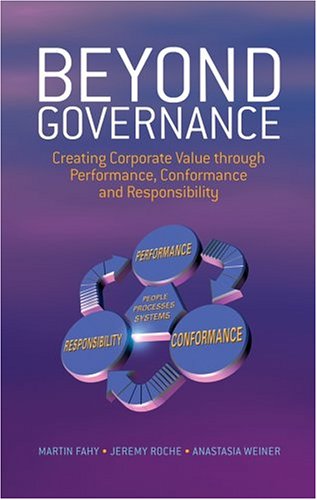 BEYOND
GOVERNANCE
Creating Corporate Value through
Performance, Conformance
and Responsibility
PERFORMANCE
PEOPLE
PROCESSES
SYSTEMS
RESPONSIBILITY
CONFORMANCE
MARTIN FAHY • JEREMY ROCHE • ANASTASIA WEINER